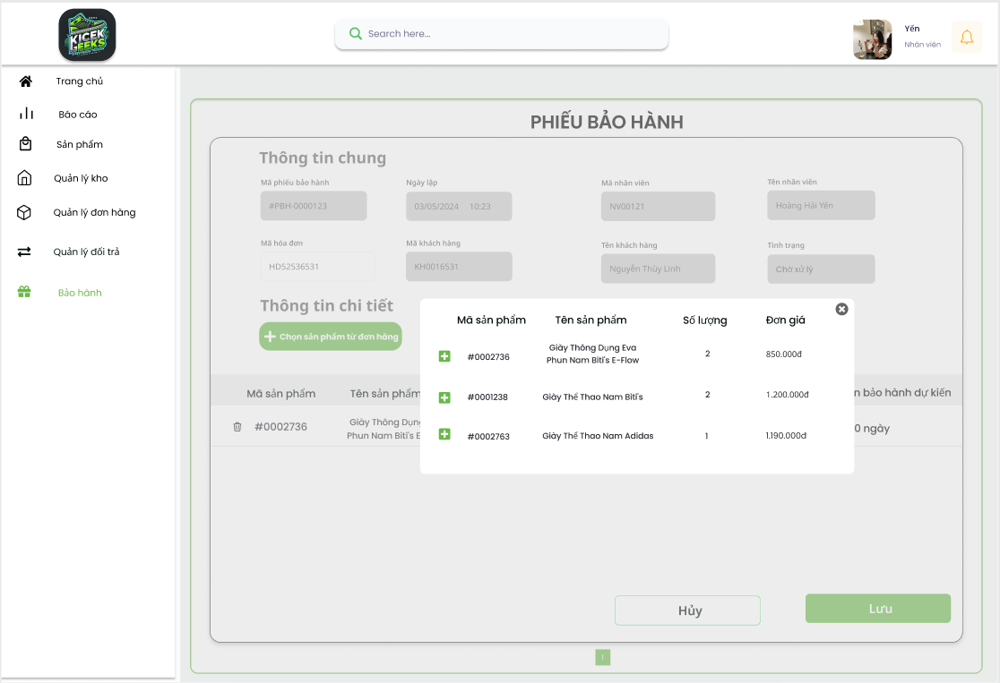 KICEK
GEEKS
Search here...
Yến
Nhân viên
Trang chủ
Báo cáo
Sản phẩm
Quản lý kho
Quản lý đơn hàng
Quản lý đổi trả
Bảo hành
PHIẾU BẢO HÀNH
Thông tin chung
Mã phiếu bảo hành
Ngày lập
Mã nhân viên
Tên nhân viên
#PBH-0000123
03/05/2024 10:23
NV00121
Hoàng Hải Yến
Mã hóa đơn
Mã khách hàng
Tên khách hàng
Tình trạng
HD52536531
KH0016531
Nguyễn Thùy Linh
Chờ xử lý
Thông tin chi tiết
Chọn sản phẩm từ đơn hàng
Mã sản phẩm Tên sản phẩm Số lượng Đơn giá
#0002736 Giày Thông Dụng Eva
Phun Nam Biti's E-Flow 2 850.000đ
#0001238 Giày Thể Thao Nam Biti's 2 1.200.000đ
#0002763 Giày Thể Thao Nam Adidas 1 1.190.000đ
Mã sản phẩm Tên sản phẩm n bảo hành dự kiến
#0002736 Giày Thông Dụng
Phun Nam Biti's E 0 ngày
Hủy
Lưu
1